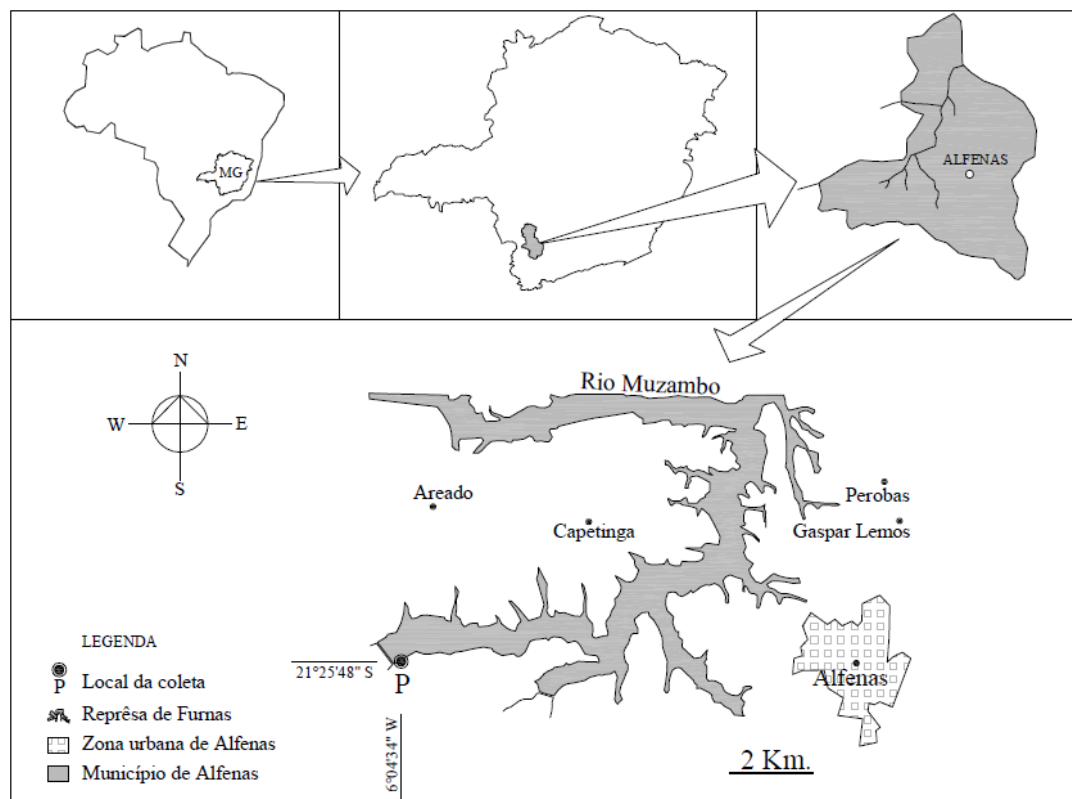 MG
ALFENAS
N
W
E
S
Rio Muzambo
Areado
Capetinga
Perobas
Gaspar Lemos
Alfenas
21°25'48" S
P
6°04'34" W
2 Km.
LEGENDA
P Local da coleta
Reprêsa de Furnas
Zona urbana de Alfenas
Município de Alfenas